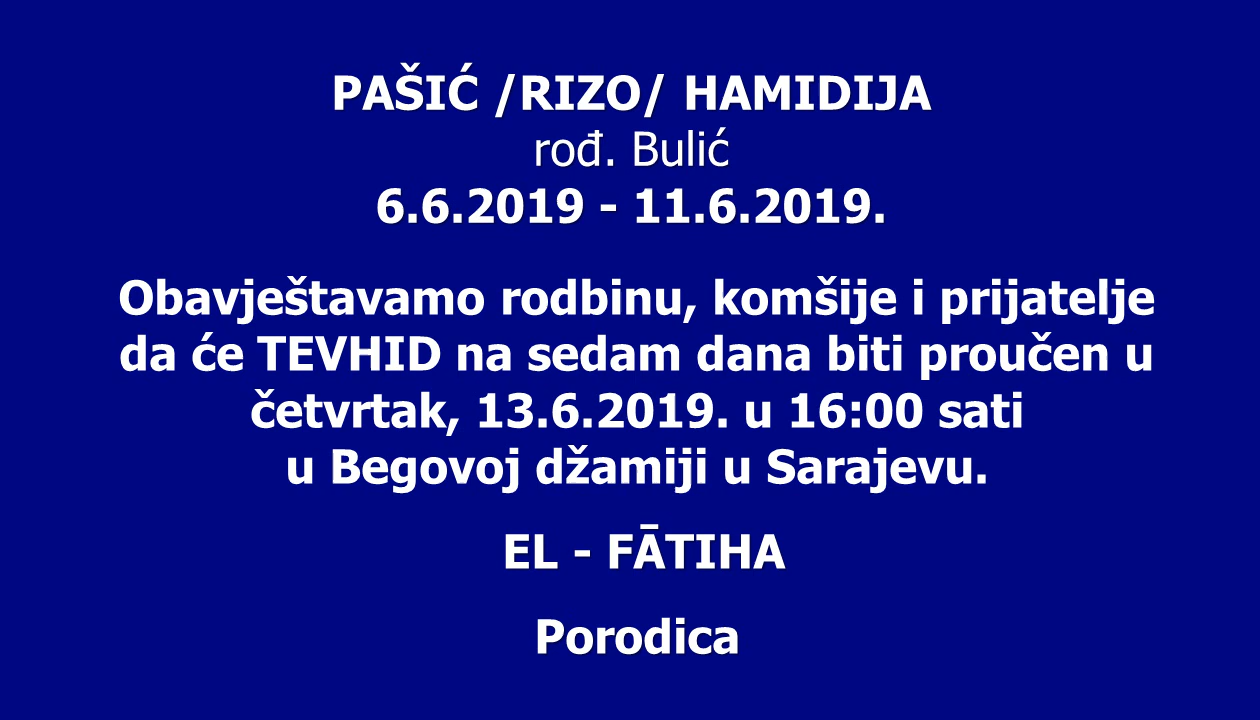 PAŠIĆ /RIZO/ HAMIDIJA
rođ. Bulić
6.6.2019 - 11.6.2019.
Obavještavamo rodbinu, komšije i prijatelje
da će TEVHID na sedam dana biti proučen u
četvrtak, 13.6.2019. u 16:00 sati
u Begovoj džamiji u Sarajevu.
EL - FĀTIHA
Porodica